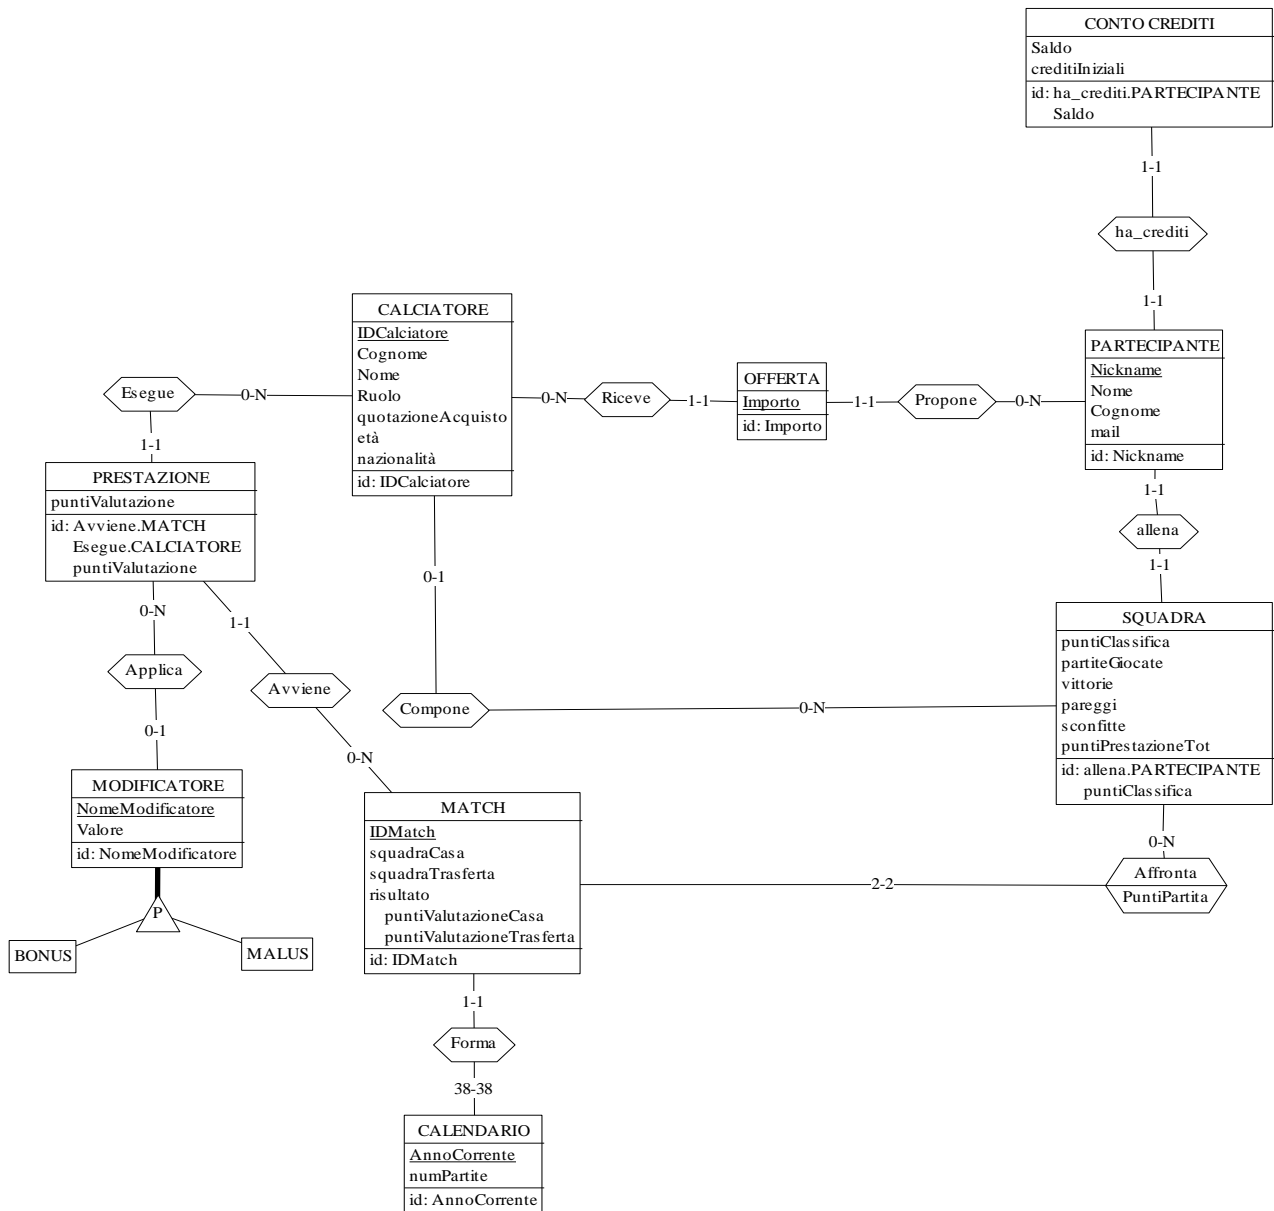 CONTO CREDITI
Saldo
creditiIniziali
id: ha_crediti.PARTECIPANTE
Saldo
1-1
ha_crediti
1-1
CALCIATORE
IDCalciatore
Cognome
Nome
Ruolo
quotazioneAcquisto
età
nazionalità
id: IDCalciatore
PARTECIPANTE
Nickname
Nome
Cognome
mail
id: Nickname
OFFERTA
Importo
id: Importo
Esegue
0-N
0-N
Riceve
1-1
1-1
Propone
0-N
1-1
PRESTAZIONE
puntiValutazione
id: Avviene.MATCH
Esegue.CALCIATORE
puntiValutazione
1-1
allena
1-1
0-1
0-N
1-1
SQUADRA
puntiClassifica
partiteGiocate
vittorie
pareggi
sconfitte
puntiPrestazioneTot
id: allena.PARTECIPANTE
puntiClassifica
Applica
Avviene
Compone
0-N
0-1
0-N
MODIFICATORE
NomeModificatore
Valore
id: NomeModificatore
MATCH
IDMatch
squadraCasa
squadraTrasferta
risultato
puntiValutazioneCasa
puntiValutazioneTrasferta
id: IDMatch
0-N
2-2
Affronta
PuntiPartita
P
BONUS
MALUS
1-1
Forma
38-38
CALENDARIO
AnnoCorrente
numPartite
id: AnnoCorrente